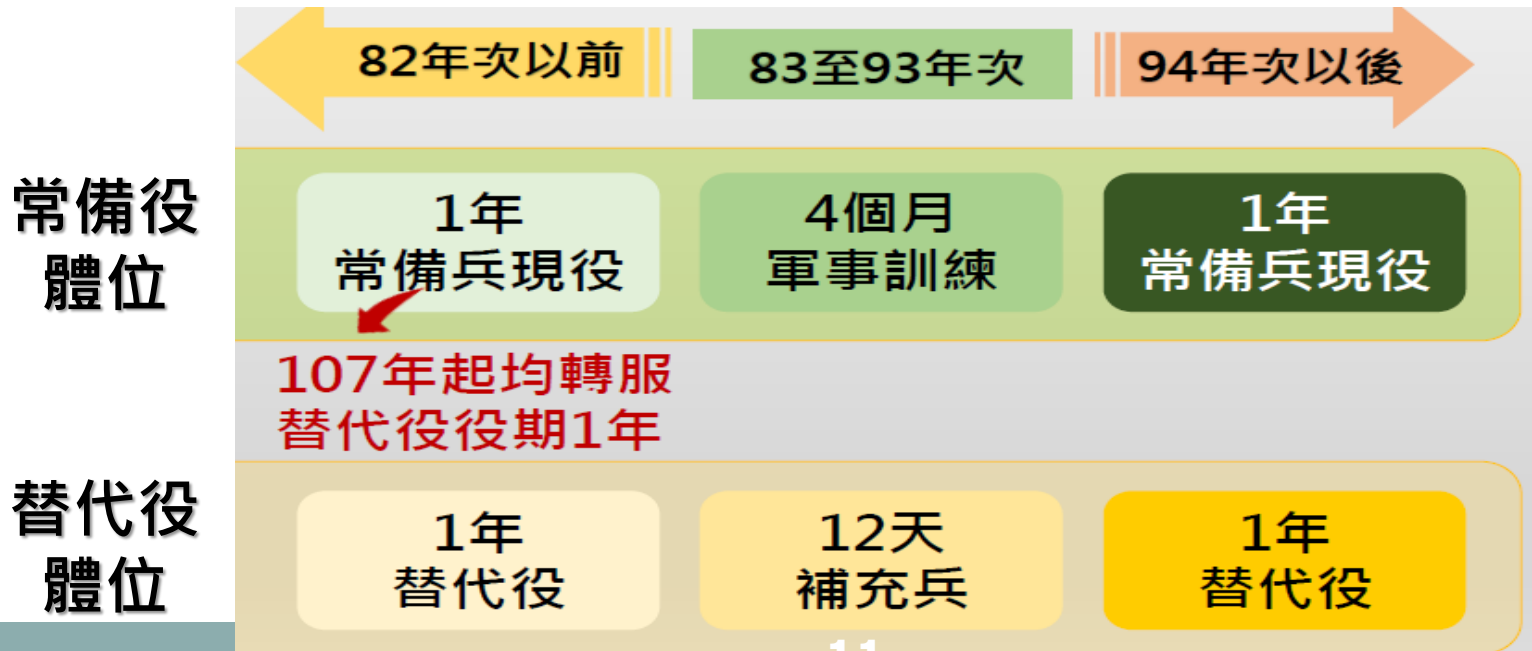 82年次以前
83至93年次
94年次以後
常備役
體位
1年
常備兵現役
4個月
軍事訓練
1年
常備兵現役
107年起均轉服
替代役役期1年
替代役
體位
1年
替代役
12天
補充兵
1年
替代役
11